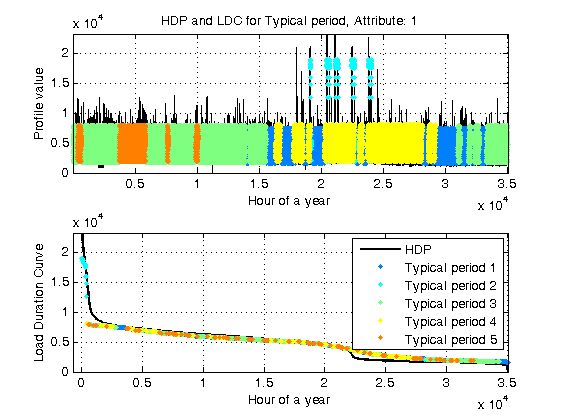 HDP and LDC for Typical period, Attribute: 1
x 10^4
Profile value
2
1.5
1
0.5
0
0.5 1 1.5 2 2.5 3 3.5
Hour of a year
x 10^4
x 10^4
Load Duration Curve
2
1.5
1
0.5
0
0 0.5 1 1.5 2 2.5 3 3.5
Hour of a year
x 10^4
HDP
Typical period 1
Typical period 2
Typical period 3
Typical period 4
Typical period 5